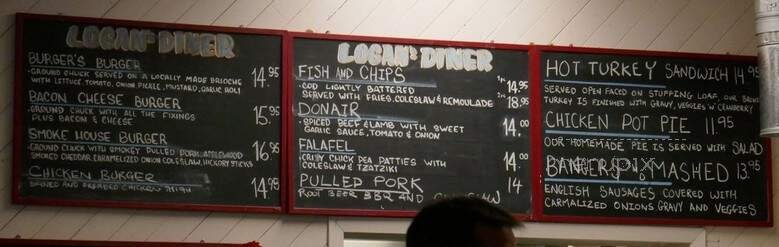 LOGAN'S DINER
BURGER'S BURGER
-GROUND CHUCK SERVED ON A LOCALLY MADE BRIOCHE
WITH LETTUCE, TOMATO, ONION, PICKLE, MUSTARD, GARLIC AIOLI 14.95
BACON CHEESE BURGER
-GROUND CHUCK WITH ALL THE FIXINGS
PLUS BACON & CHEESE 15.95
SMOKE HOUSE BURGER
-GROUND CHUCK WITH SMOKEY PULLED PORK, APPLEWOOD
SMOKED CHEDDAR, CARAMELIZED ONION, COLESLAW, HICKORY STICKS 16.95
CHICKEN BURGER
CHICKEN THIGH 14.95
LOGAN'S DINER
FISH AND CHIPS
-COD LIGHTLY BATTERED 1PC 14.95
SERVED WITH FRIES, COLESLAW & REMOULADE 2PC 18.95
DONAIR
-SPICED BEEF & LAMB WITH SWEET
GARLIC SAUCE, TOMATO & ONION 14.00
FALAFEL
-CRISPY CHICK PEA PATTIES WITH
COLESLAW & TZATZIKI 14.00
PULLED PORK 14
ROOT BEER BBQ AND
HOT TURKEY SANDWICH 14.95
SERVED OPEN FACED ON STUFFING LOAF, OUR
TURKEY IS FINISHED WITH GRAVY, VEGGIES W CRANBERRY
CHICKEN POT PIE 11.95
OUR HOMEMADE PIE IS SERVED WITH SALAD
BANGERS MASHED 13.95
ENGLISH SAUSAGES COVERED WITH
CARMALIZED ONIONS GRAVY AND VEGGIES